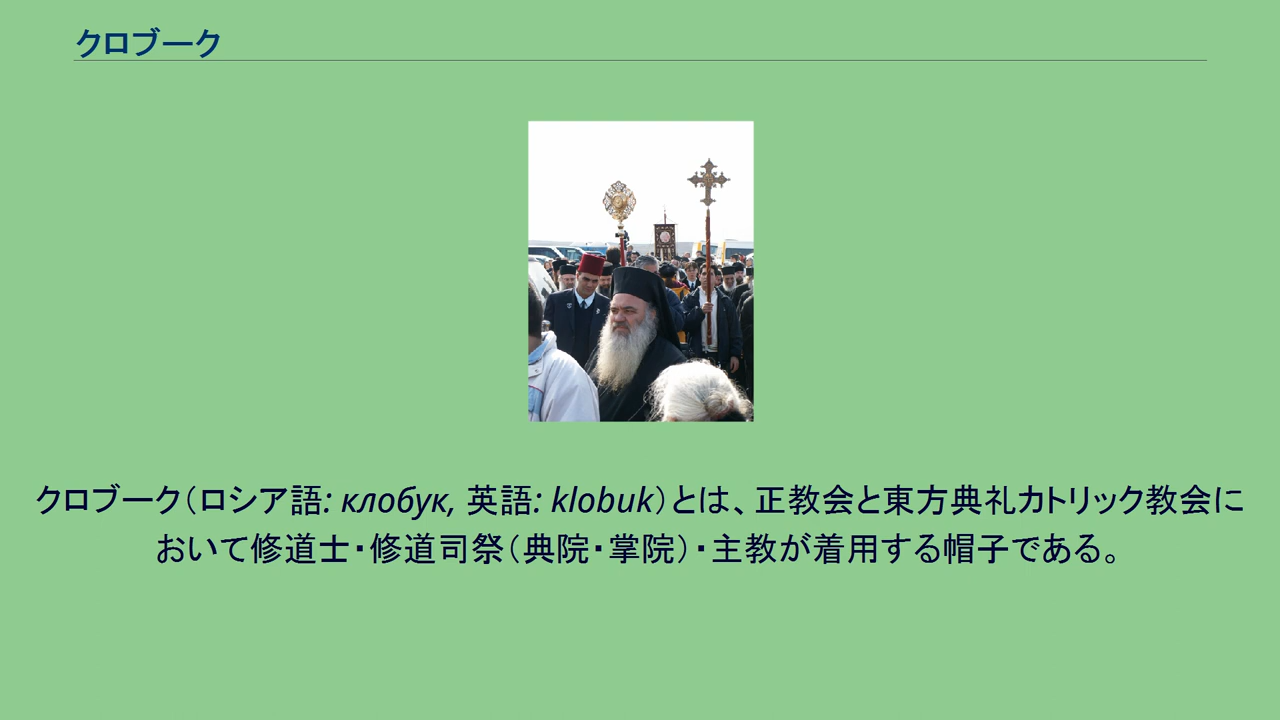 クロブーク
クロブーク（ロシア語: клобук, 英語: klobuk）とは、正教会と東方典礼カトリック教会に
おいて修道士・修道司祭（典院・掌院）・主教が着用する帽子である。